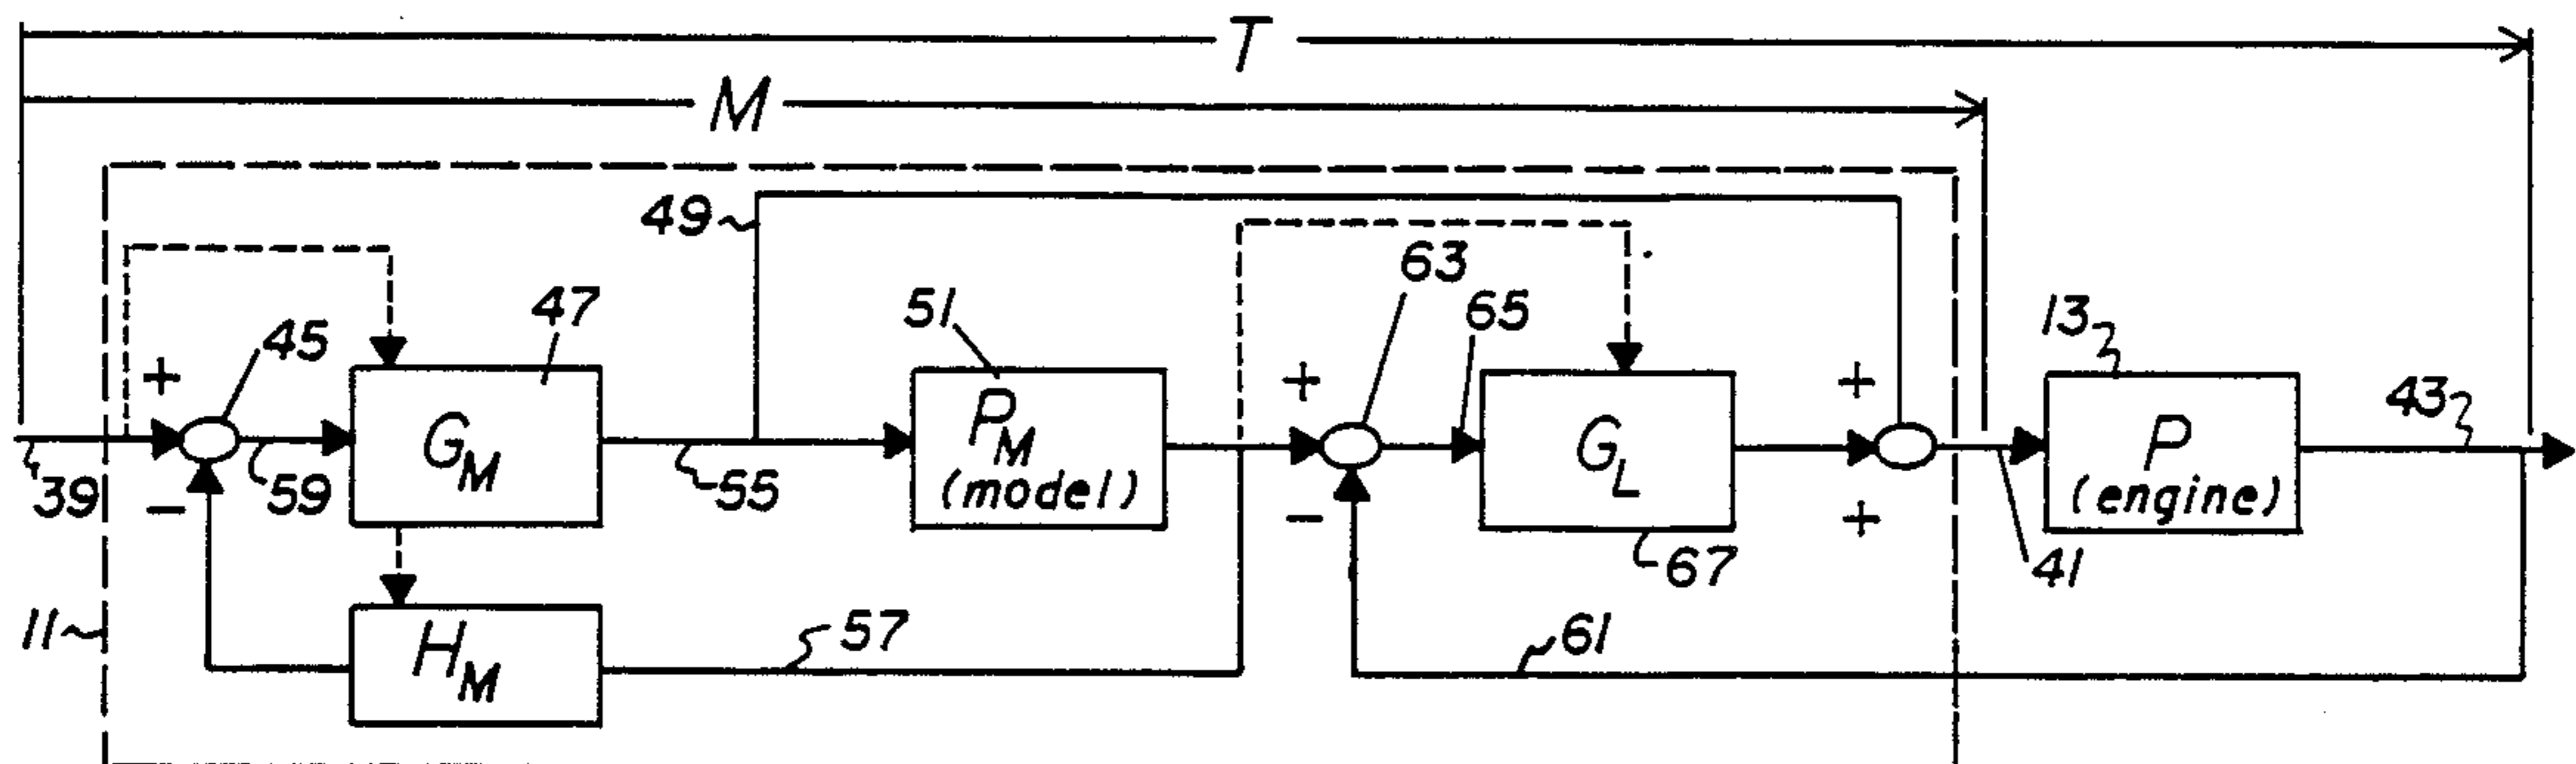 T
M
49
63
47
51
65
13
45
43
+
+
+
G_M
P_M
(model)
G_L
P
(engine)
39
59
55
−
−
+
67
41
11
H_M
57
61